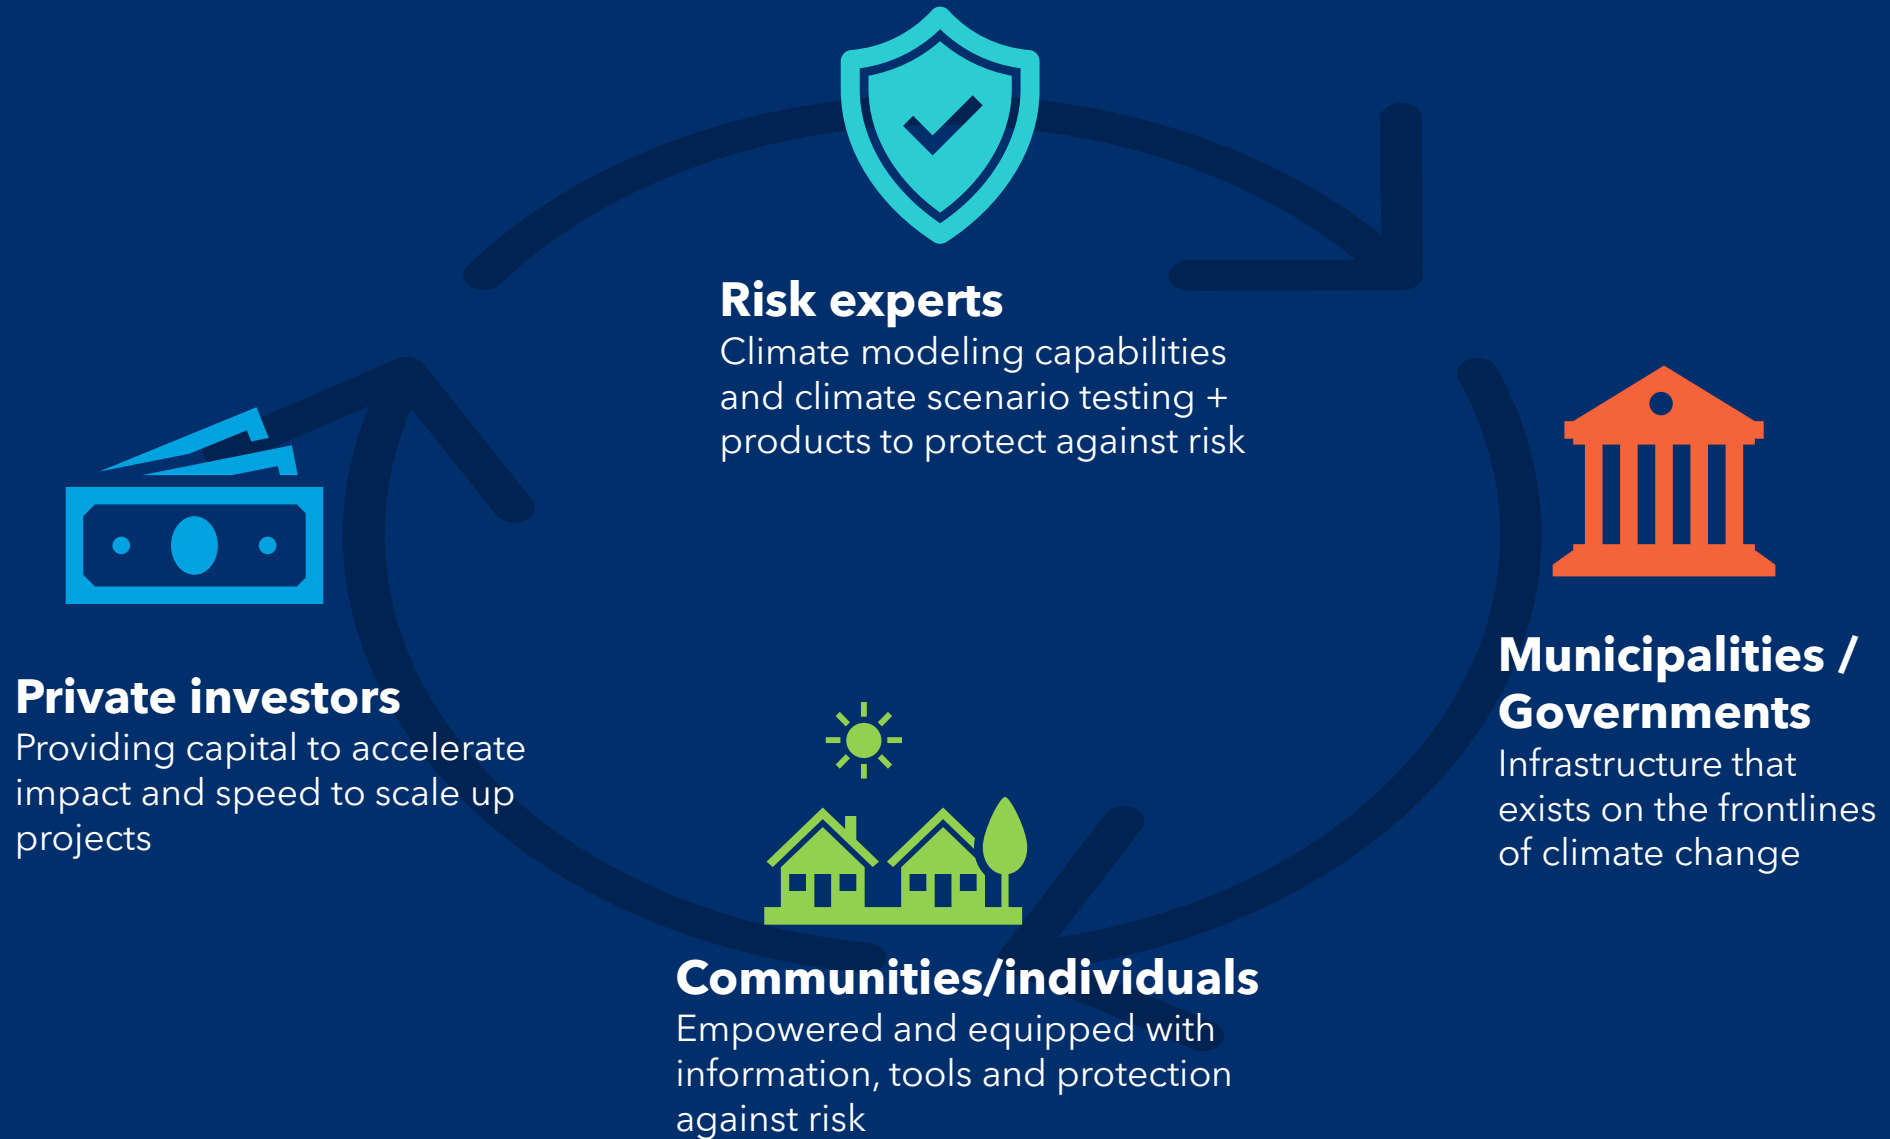 Risk experts
Climate modeling capabilities
and climate scenario testing +
products to protect against risk
Private investors
Providing capital to accelerate
impact and speed to scale up
projects
Municipalities /
Governments
Infrastructure that
exists on the frontlines
of climate change
Communities/individuals
Empowered and equipped with
information, tools and protection
against risk